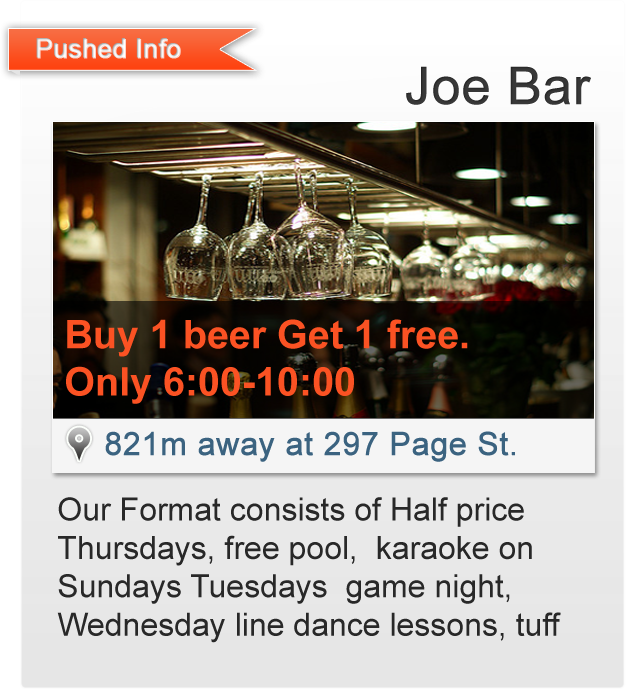 Pushed Info
Joe Bar
Buy 1 beer Get 1 free.
Only 6:00-10:00
821m away at 297 Page St.
Our Format consists of Half price
Thursdays, free pool,  karaoke on
Sundays Tuesdays  game night,
Wednesday line dance lessons, tuff